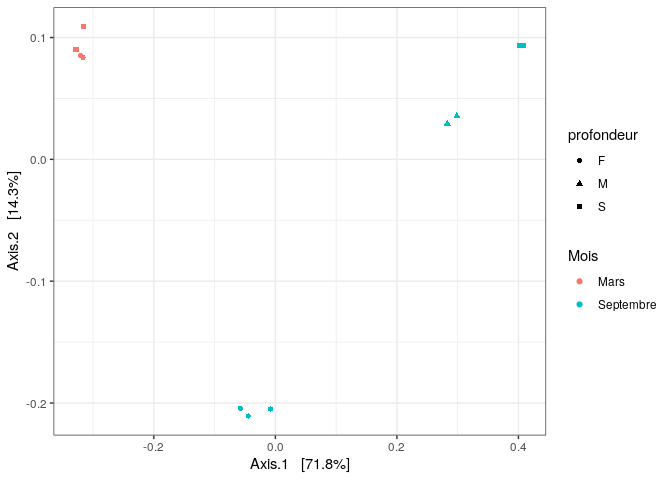 0.1
0.0
-0.1
-0.2
Axis.2 [14.3%]
-0.2
0.0
0.2
0.4
Axis.1 [71.8%]
profondeur
F
M
S
Mois
Mars
Septembre